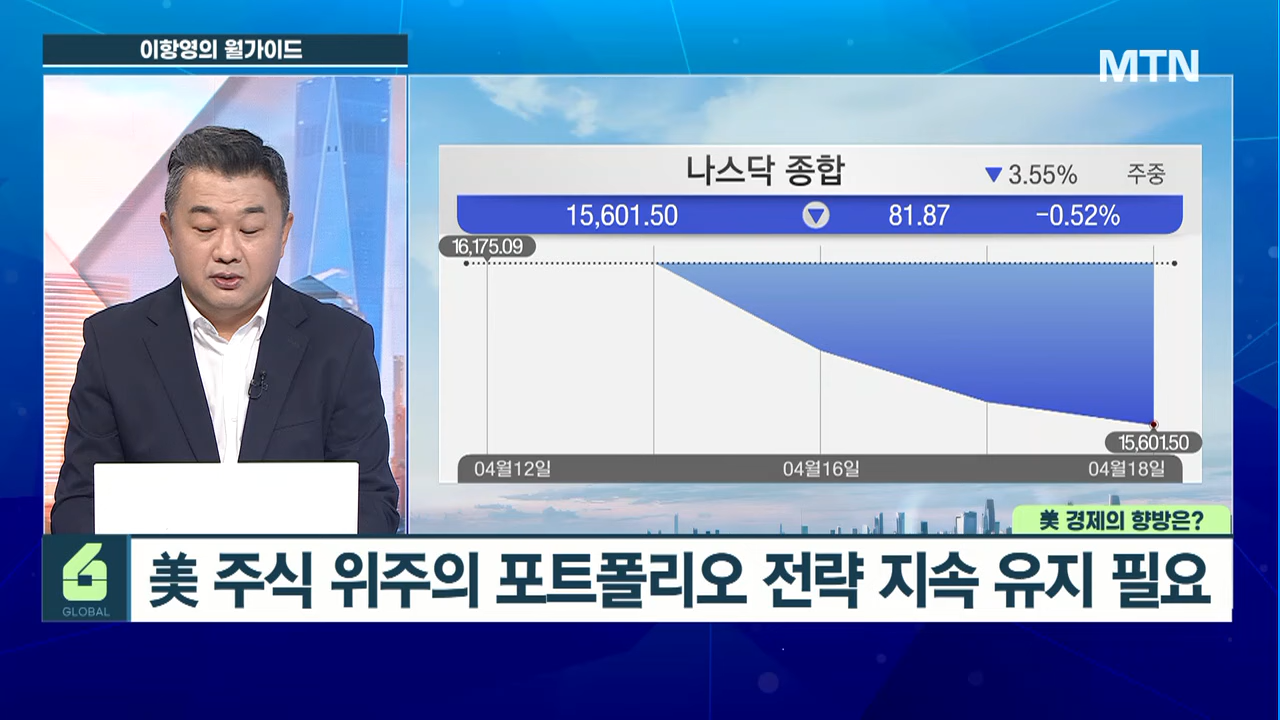 이항영의 월가이드
MTN
나스닥 종합 ▼3.55% 주중
15,601.50 ▽ 81.87 -0.52%
16,175.09
15,601.50
04월12일 04월16일 04월18일
美 경제의 향방은?
6 GLOBAL
美 주식 위주의 포트폴리오 전략 지속 유지 필요